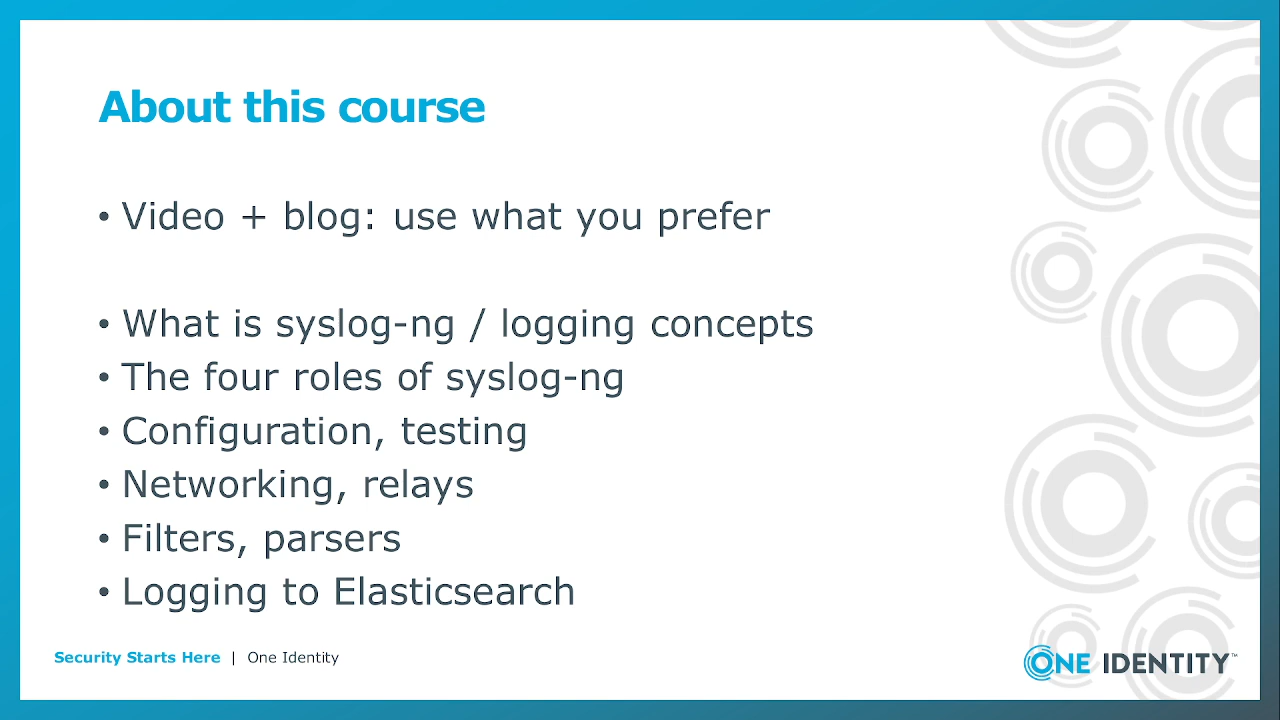 About this course
• Video + blog: use what you prefer
• What is syslog-ng / logging concepts
• The four roles of syslog-ng
• Configuration, testing
• Networking, relays
• Filters, parsers
• Logging to Elasticsearch
Security Starts Here | One Identity
ONE IDENTITY™